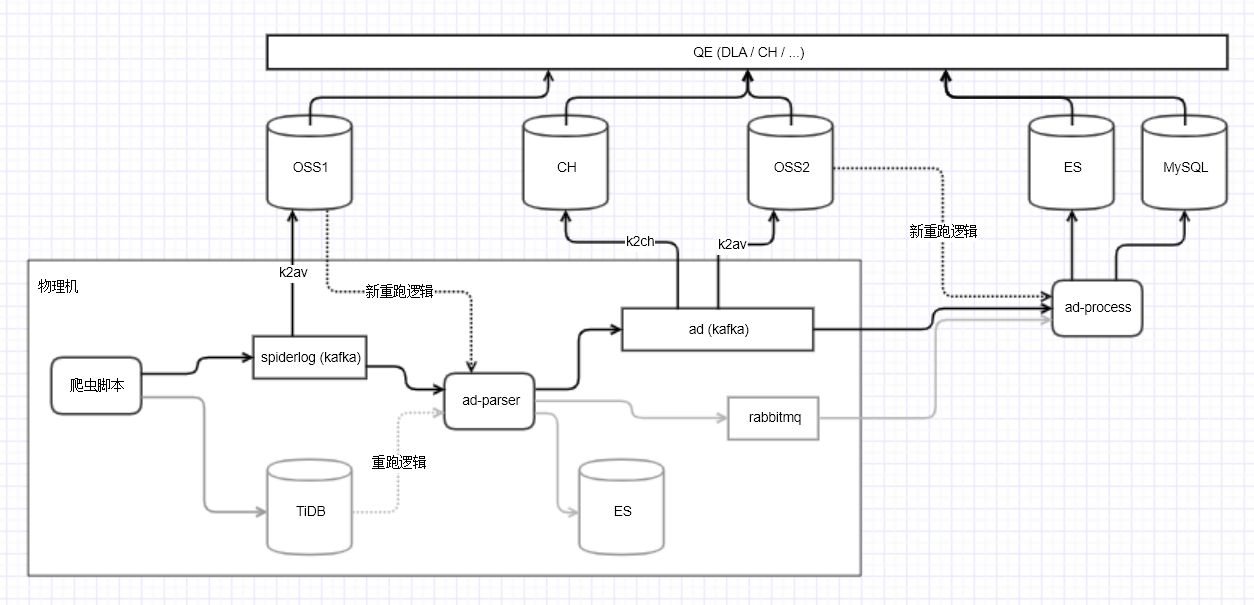 QE (DLA / CH / ...)
OSS1
CH
OSS2
ES
MySQL
新重跑逻辑
k2ch
k2av
k2av
物理机
新重跑逻辑
ad-process
ad (kafka)
spiderlog (kafka)
爬虫脚本
ad-parser
rabbitmq
重跑逻辑
TiDB
ES